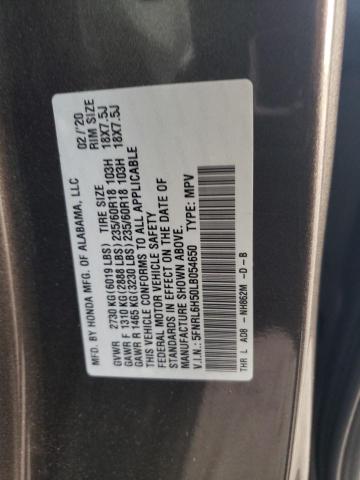 MFD. BY HONDA MFG. OF ALABAMA, LLC 02/'20
TIRE SIZE RIM SIZE
GVWR 2730 KG(6019 LBS)
GAWR F 1310 KG(2888 LBS) 235/60R18 103H 18X7.5J
GAWR R 1465 KG(3230 LBS) 235/60R18 103H 18X7.5J
THIS VEHICLE CONFORMS TO ALL APPLICABLE
FEDERAL MOTOR VEHICLE SAFETY
STANDARDS IN EFFECT ON THE DATE OF
MANUFACTURE SHOWN ABOVE.
V.I.N.: 5FNRL6H50LB054650 TYPE: MPV
THR L AD8 - NH862M -D-B